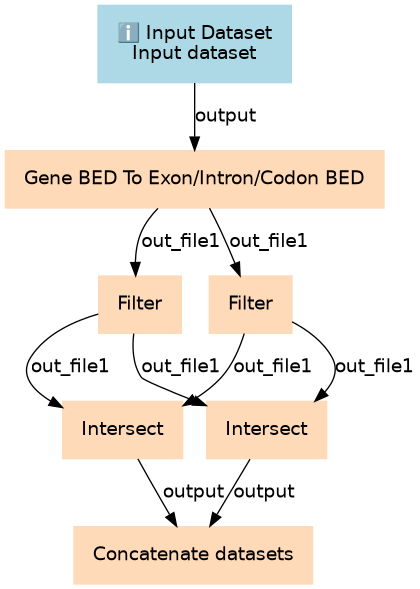 ℹ️ Input Dataset
Input dataset
output
Gene BED To Exon/Intron/Codon BED
out_file1
out_file1
Filter
Filter
out_file1
out_file1
out_file1
out_file1
Intersect
Intersect
output
output
Concatenate datasets